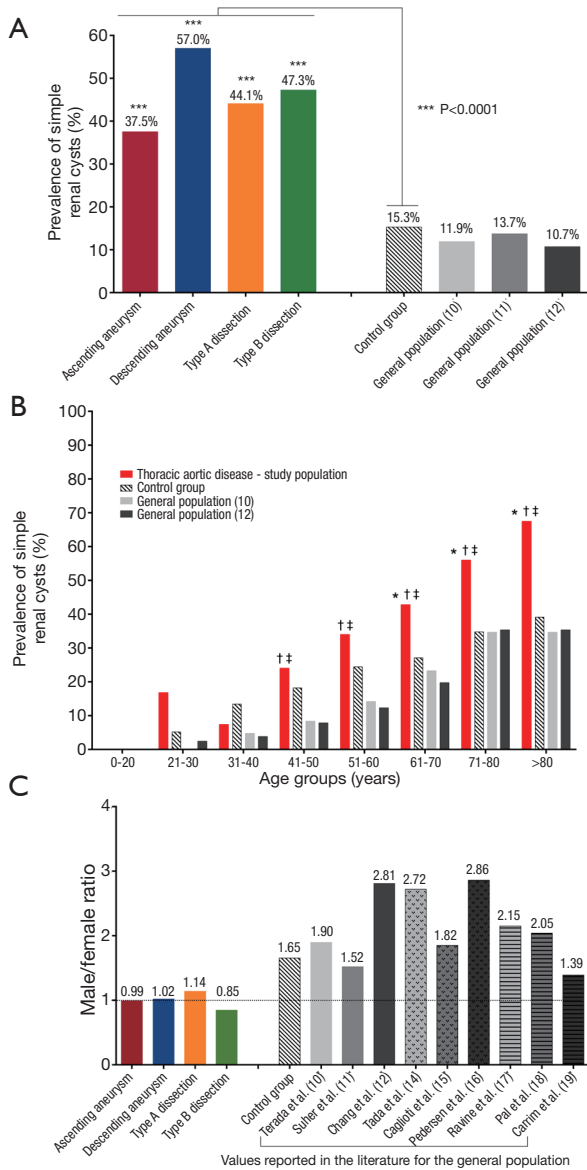 A
Prevalence of simple
renal cysts (%)
60
50
40
30
20
10
0
***
37.5%
***
57.0%
***
44.1%
***
47.3%
*** P<0.0001
15.3%
11.9%
13.7%
10.7%
Ascending aneurysm
Descending aneurysm
Type A dissection
Type B dissection
Control group
General population (10)
General population (11)
General population (12)
B
Prevalence of simple
renal cysts (%)
100
90
80
70
60
50
40
30
20
10
0
Thoracic aortic disease - study population
Control group
General population (10)
General population (12)
†‡
†‡
* †‡
* †‡
* †‡
0-20 21-30 31-40 41-50 51-60 61-70 71-80 >80
Age groups (years)
C
Male/female ratio
4
3
2
1
0
0.99
1.02
1.14
0.85
1.65
1.90
1.52
2.81
2.72
1.82
2.86
2.15
2.05
1.39
Ascending aneurysm
Descending aneurysm
Type A dissection
Type B dissection
Control group
Terada et al. (10)
Suher et al. (11)
Chang et al. (12)
Tada et al. (14)
Caglioti et al. (15)
Pedersen et al. (16)
Ravine et al. (17)
Pal et al. (18)
Carrim et al. (19)
Values reported in the literature for the general population